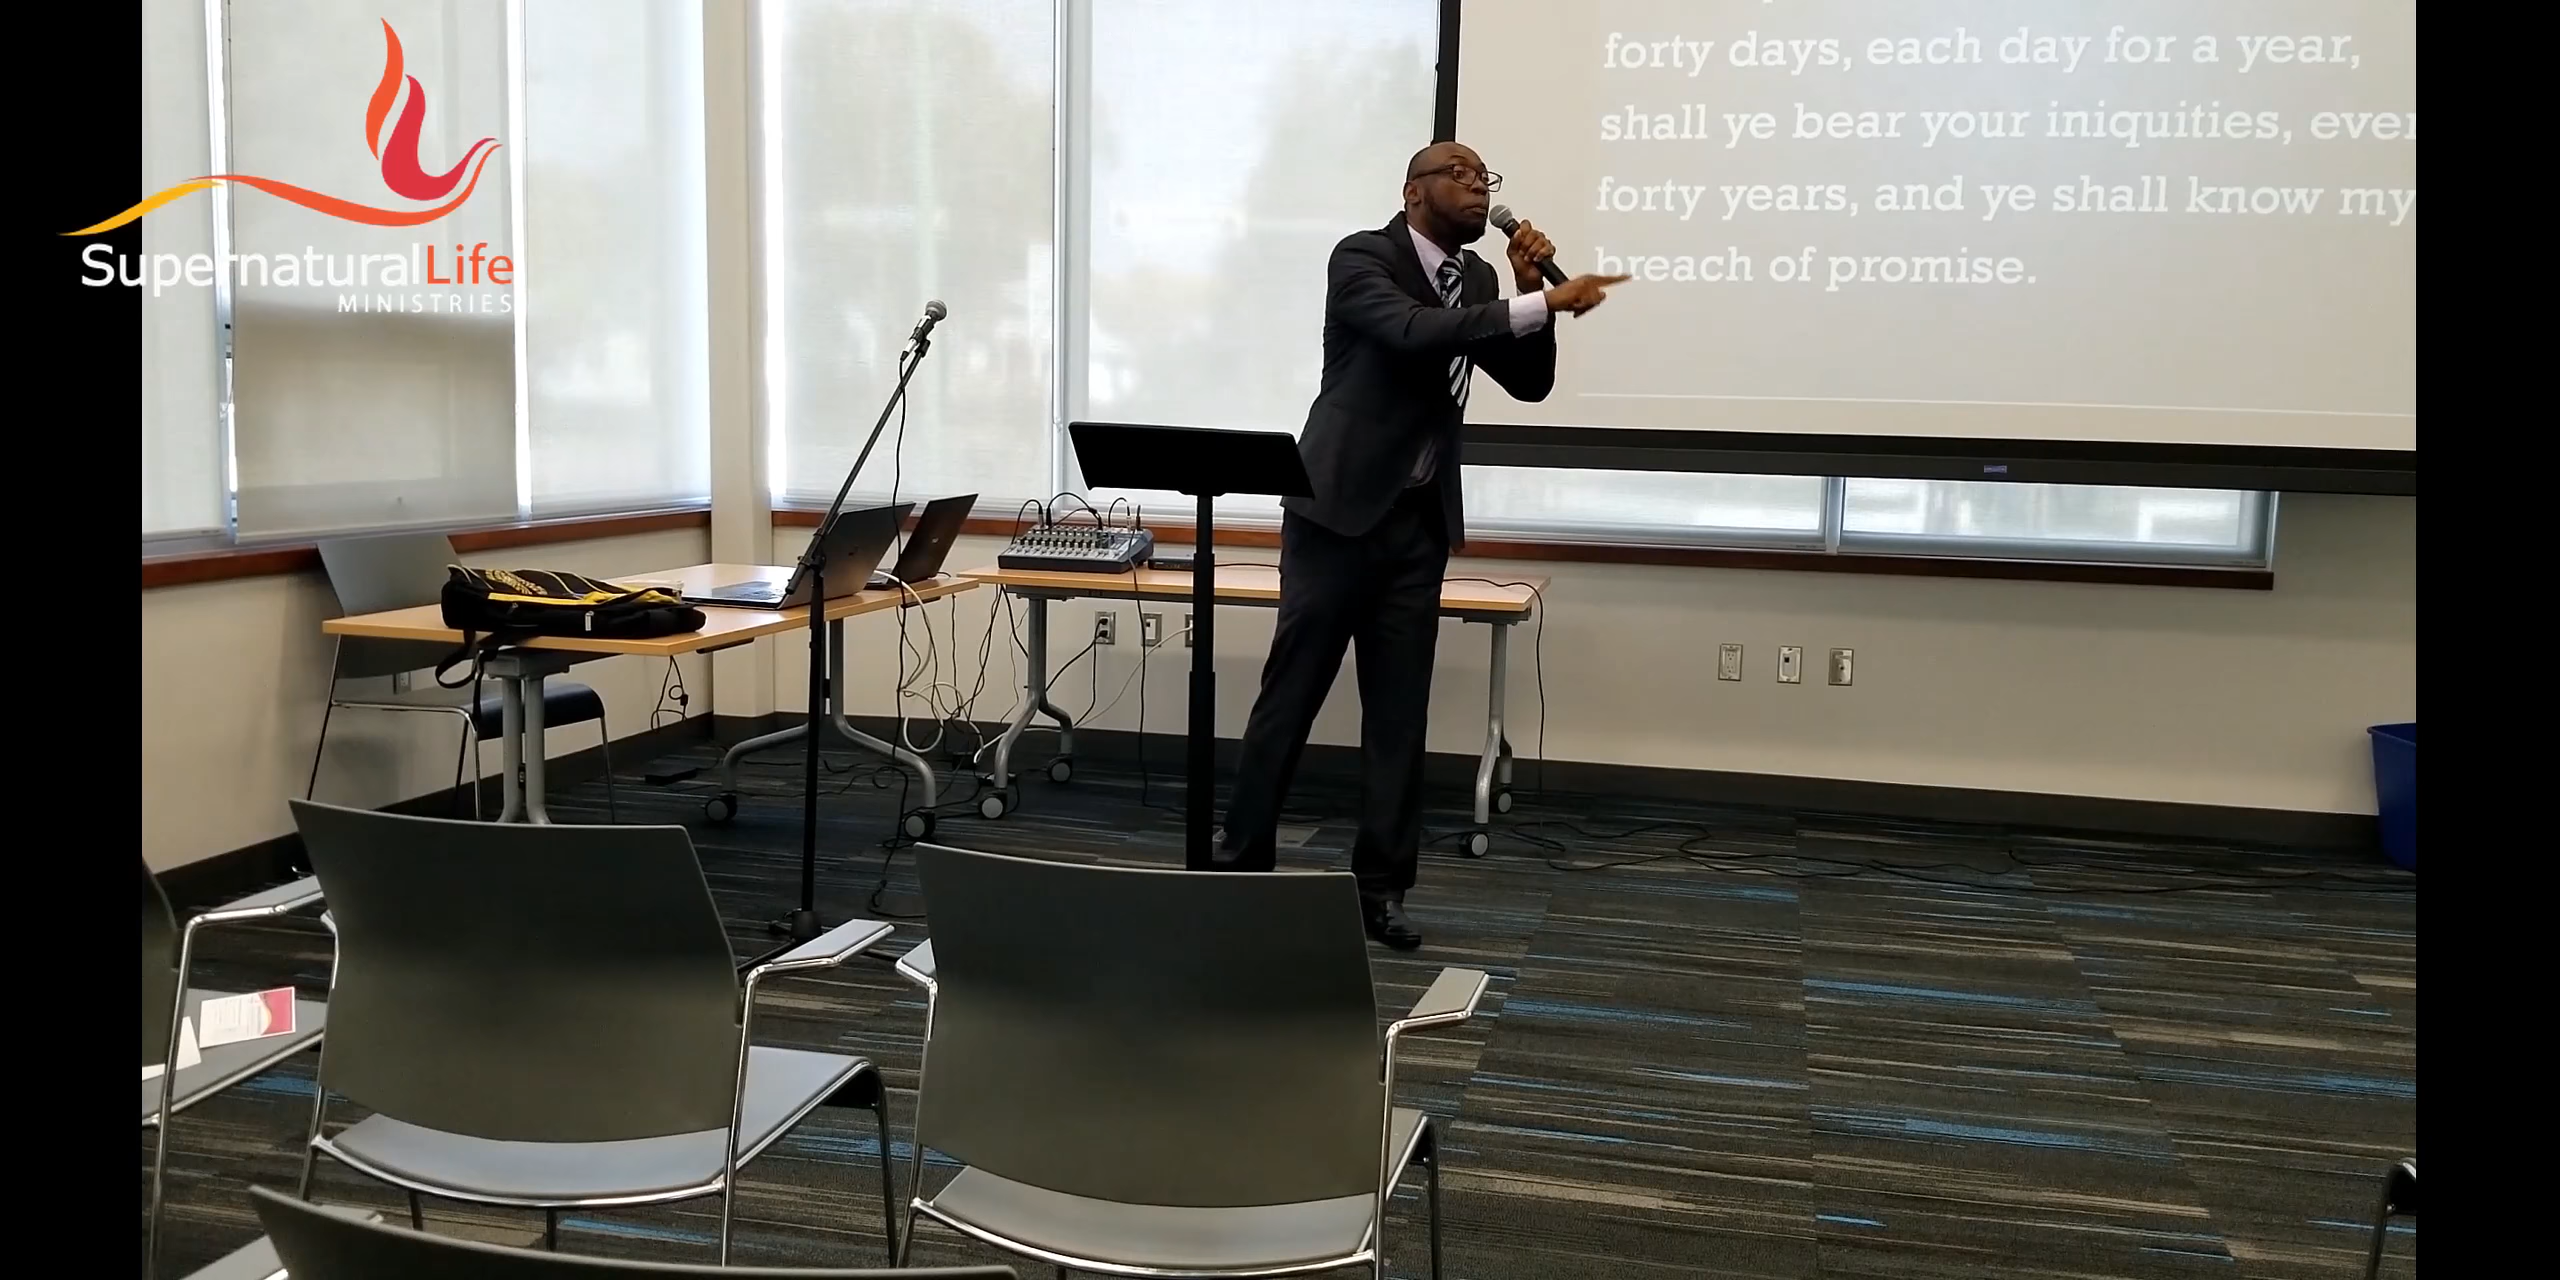 SupernaturalLife
MINISTRIES
forty days, each day for a year,
shall ye bear your iniquities, even
forty years, and ye shall know my
breach of promise.